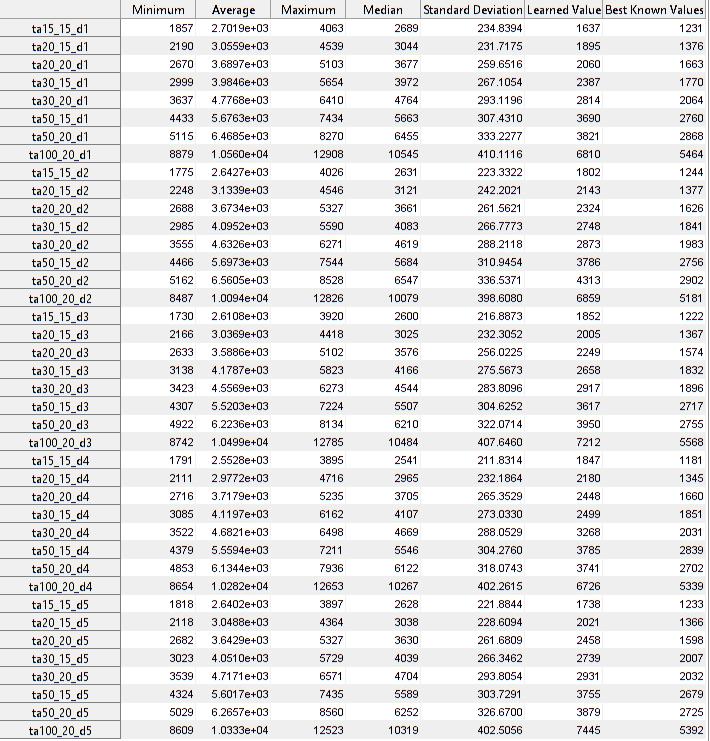 Minimum Average Maximum Median Standard Deviation Learned Value Best Known Values
ta15_15_d1 1857 2.7019e+03 4063 2689 234.8394 1637 1231
ta20_15_d1 2190 3.0559e+03 4539 3044 231.7175 1895 1376
ta20_20_d1 2670 3.6897e+03 5103 3677 259.6516 2060 1663
ta30_15_d1 2999 3.9846e+03 5654 3972 267.1054 2387 1770
ta30_20_d1 3637 4.7768e+03 6410 4764 293.1196 2814 2064
ta50_15_d1 4433 5.6763e+03 7434 5663 307.4310 3690 2760
ta50_20_d1 5115 6.4685e+03 8270 6455 333.2277 3821 2868
ta100_20_d1 8879 1.0560e+04 12908 10545 410.1116 6810 5464
ta15_15_d2 1775 2.6427e+03 4026 2631 223.3322 1802 1244
ta20_15_d2 2248 3.1339e+03 4546 3121 242.2021 2143 1377
ta20_20_d2 2688 3.6734e+03 5327 3661 261.5621 2324 1626
ta30_15_d2 2985 4.0952e+03 5590 4083 266.7773 2748 1841
ta30_20_d2 3555 4.6326e+03 6271 4619 288.2118 2873 1983
ta50_15_d2 4466 5.6973e+03 7544 5684 310.9454 3786 2756
ta50_20_d2 5162 6.5605e+03 8528 6547 336.5371 4313 2902
ta100_20_d2 8487 1.0094e+04 12826 10079 398.6080 6859 5181
ta15_15_d3 1730 2.6108e+03 3920 2600 216.8873 1852 1222
ta20_15_d3 2166 3.0369e+03 4418 3025 232.3052 2005 1367
ta20_20_d3 2633 3.5886e+03 5102 3576 256.0225 2249 1574
ta30_15_d3 3138 4.1787e+03 5823 4166 275.5673 2658 1832
ta30_20_d3 3423 4.5569e+03 6273 4544 283.8096 2917 1896
ta50_15_d3 4307 5.5203e+03 7224 5507 304.6252 3617 2717
ta50_20_d3 4922 6.2236e+03 8134 6210 322.0714 3950 2755
ta100_20_d3 8742 1.0499e+04 12785 10484 407.6460 7212 5568
ta15_15_d4 1791 2.5528e+03 3895 2541 211.8314 1847 1181
ta20_15_d4 2111 2.9772e+03 4716 2965 232.1864 2180 1345
ta20_20_d4 2716 3.7179e+03 5235 3705 265.3529 2448 1660
ta30_15_d4 3085 4.1197e+03 6162 4107 273.0330 2499 1851
ta30_20_d4 3522 4.6821e+03 6498 4669 288.0529 3268 2031
ta50_15_d4 4379 5.5594e+03 7211 5546 304.2760 3785 2839
ta50_20_d4 4853 6.1344e+03 7936 6122 318.0743 3741 2702
ta100_20_d4 8654 1.0282e+04 12653 10267 402.2615 6726 5339
ta15_15_d5 1818 2.6402e+03 3897 2628 221.8844 1738 1233
ta20_15_d5 2118 3.0488e+03 4364 3038 228.6094 2021 1366
ta20_20_d5 2682 3.6429e+03 5327 3630 261.6809 2458 1598
ta30_15_d5 3023 4.0510e+03 5729 4039 266.3462 2739 2007
ta30_20_d5 3539 4.7171e+03 6571 4704 293.8054 2931 2032
ta50_15_d5 4324 5.6017e+03 7435 5589 303.7291 3755 2679
ta50_20_d5 5029 6.2657e+03 8560 6252 326.6700 3879 2725
ta100_20_d5 8609 1.0333e+04 12523 10319 402.5056 7445 5392